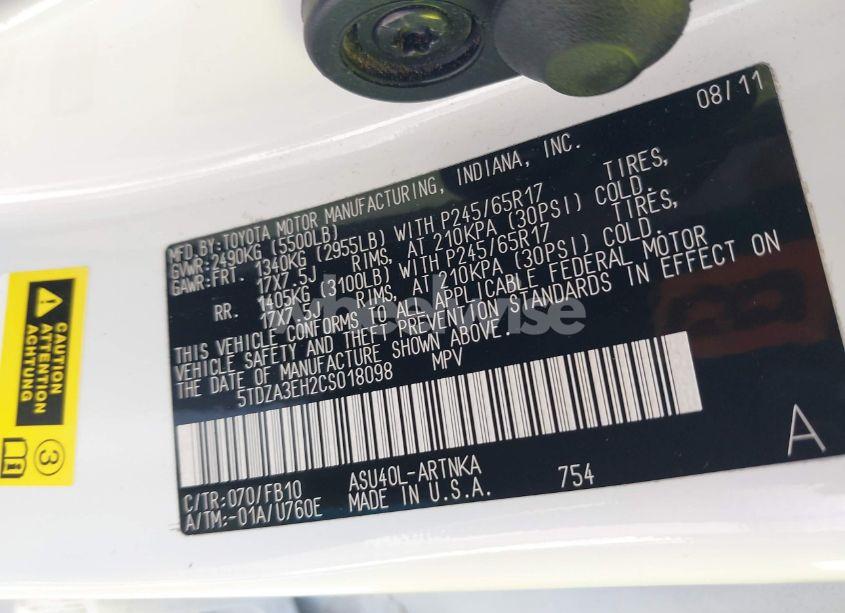 08/11
MFD.BY:TOYOTA MOTOR MANUFACTURING, INDIANA, INC.
GVWR:2490KG (5500LB)
GAWR:FRT. 1340KG (2955LB) WITH P245/65R17 TIRES,
17X7.5J RIMS, AT 210KPA (30PSI) COLD.
RR. 1405KG (3100LB) WITH P245/65R17 TIRES,
17X7.5J RIMS, AT 210KPA (30PSI) COLD.
THIS VEHICLE CONFORMS TO ALL APPLICABLE FEDERAL MOTOR
VEHICLE SAFETY AND THEFT PREVENTION STANDARDS IN EFFECT ON
THE DATE OF MANUFACTURE SHOWN ABOVE.
5TDZA3EH2CS018098 MPV
C/TR:070/FB10 ASU40L-ARTNKA
A/TM:-01A/U760E MADE IN U.S.A. 754
A
CAUTION
ATTENTION
ACHTUNG
3
wheelwise